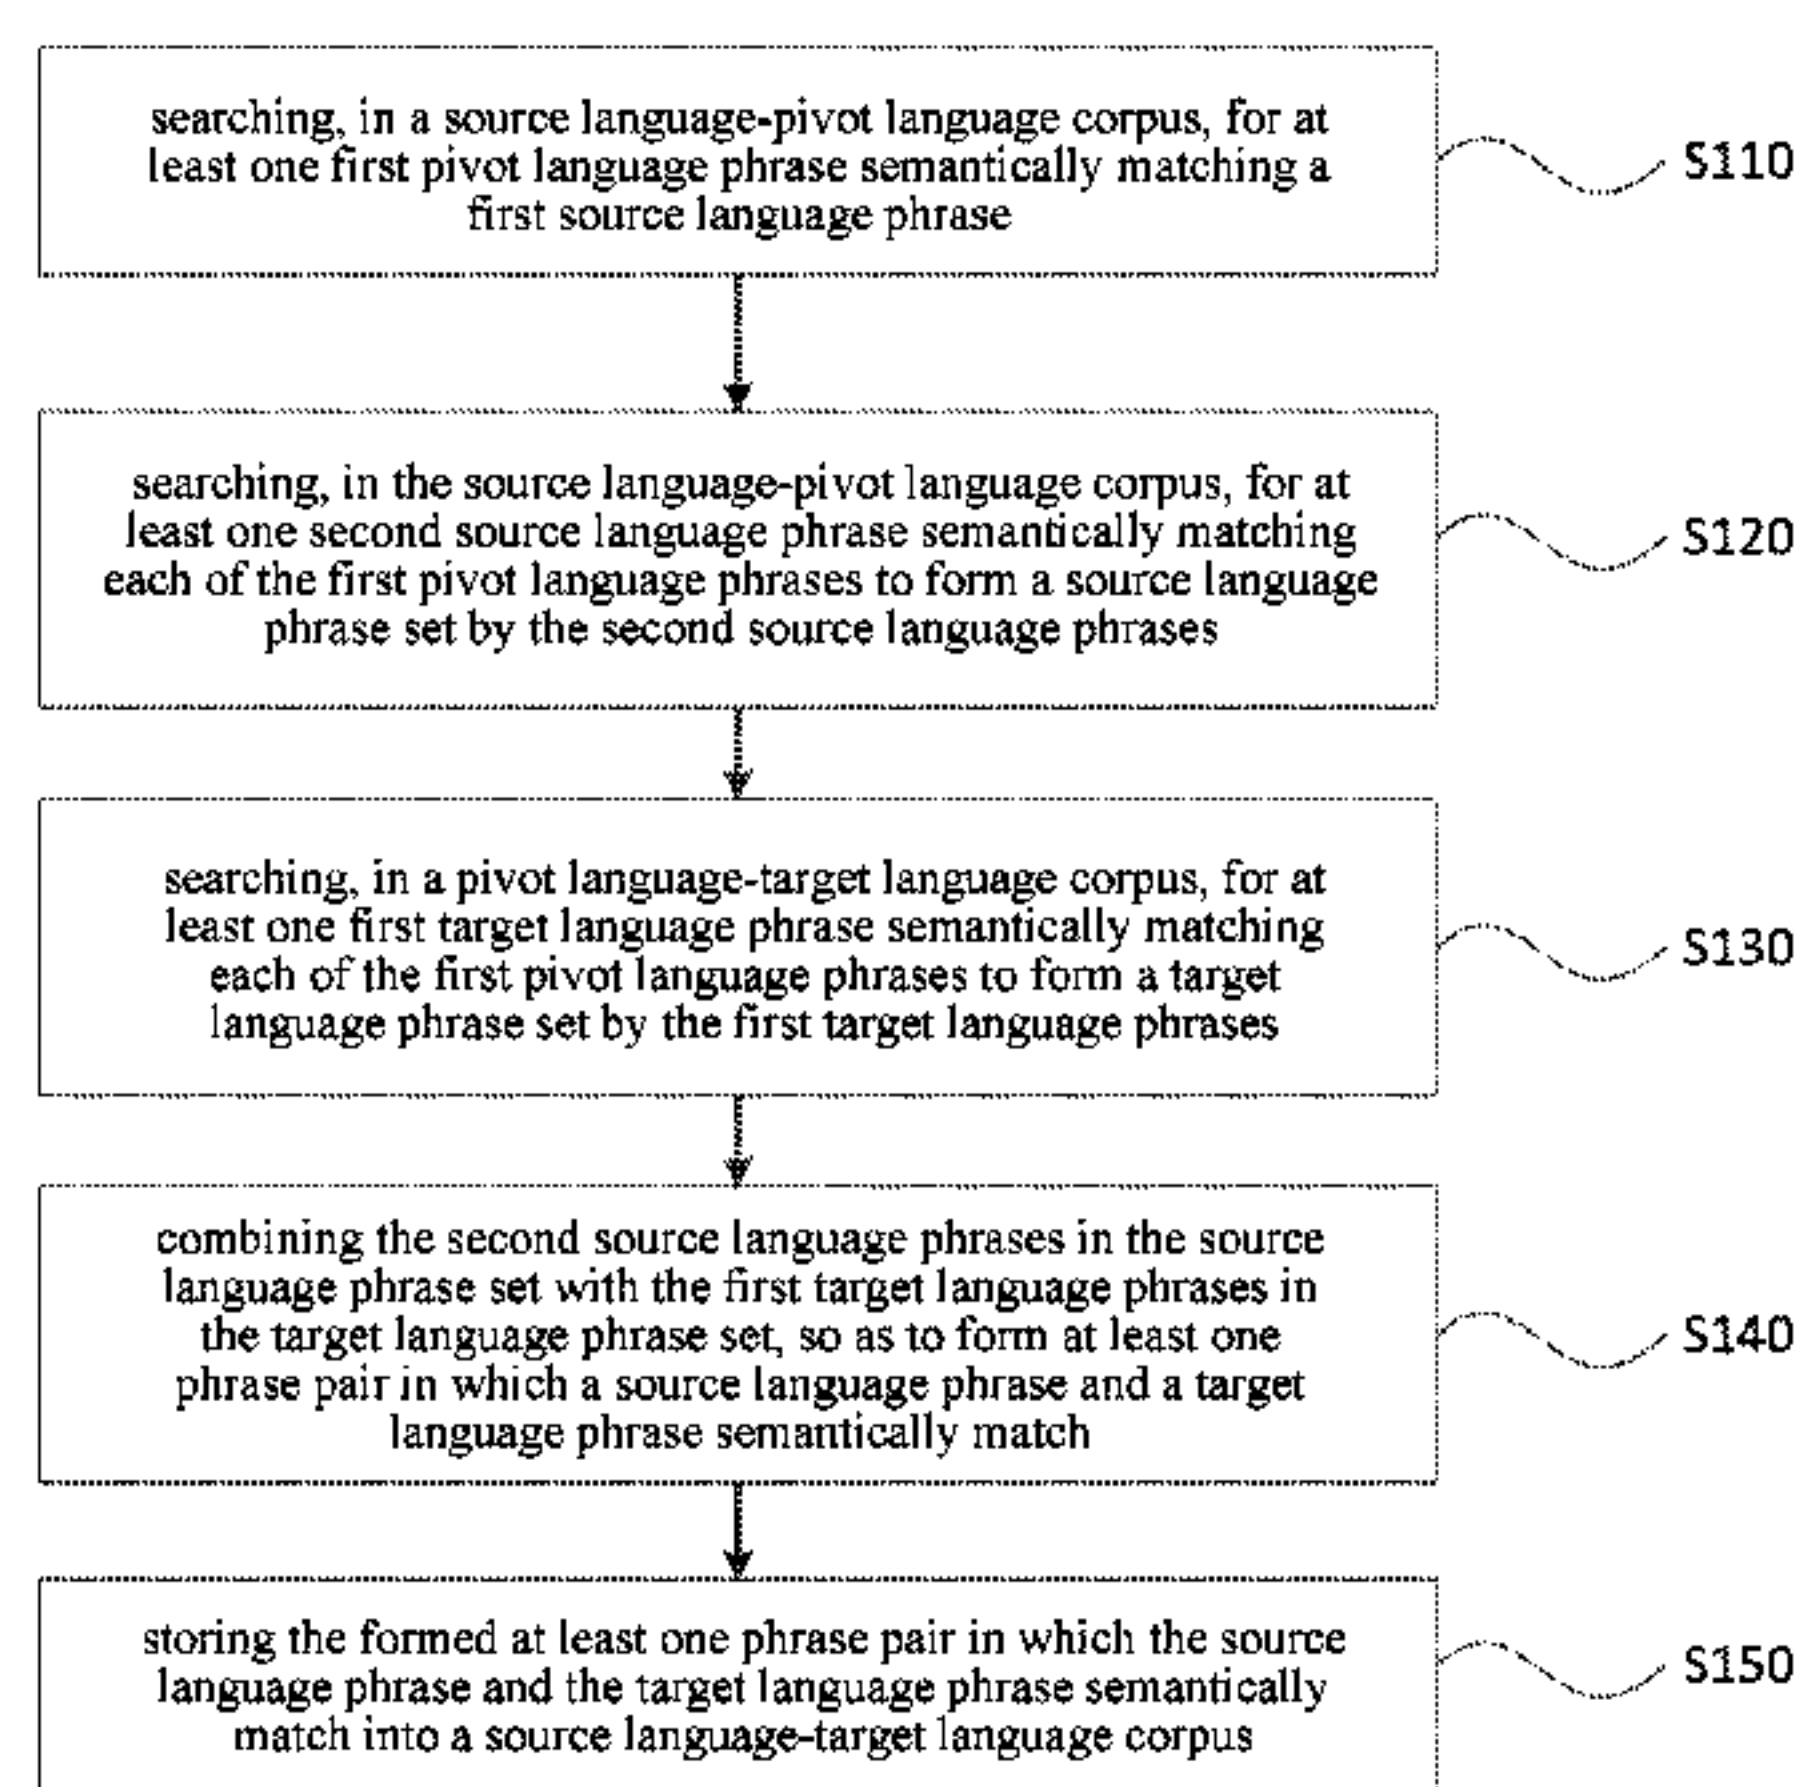 searching, in a source language-pivot language corpus, for at
least one first pivot language phrase semantically matching a
first source language phrase
S110
searching, in the source language-pivot language corpus, for at
least one second source language phrase semantically matching
each of the first pivot language phrases to form a source language
phrase set by the second source language phrases
S120
searching, in a pivot language-target language corpus, for at
least one first target language phrase semantically matching
each of the first pivot language phrases to form a target
language phrase set by the first target language phrases
S130
combining the second source language phrases in the source
language phrase set with the first target language phrases in
the target language phrase set, so as to form at least one
phrase pair in which a source language phrase and a target
language phrase semantically match
S140
storing the formed at least one phrase pair in which the source
language phrase and the target language phrase semantically
match into a source language-target language corpus
S150